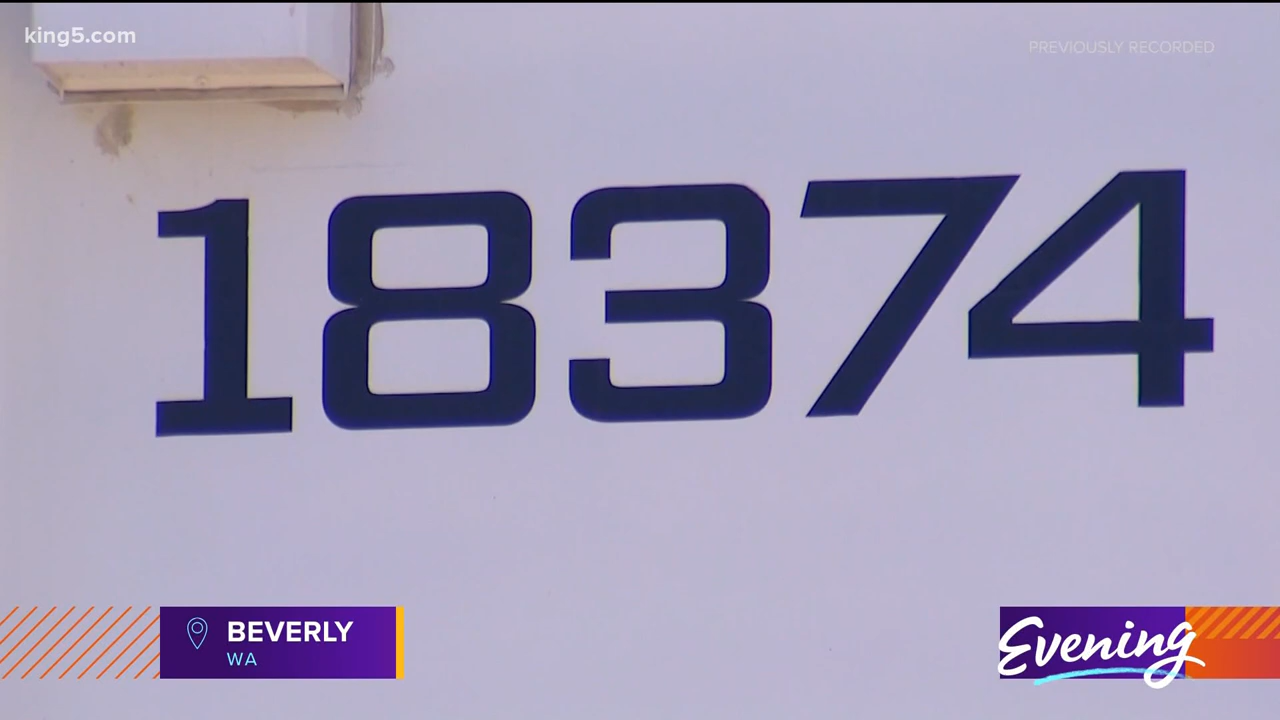 king5.com
PREVIOUSLY RECORDED
18374
BEVERLY
WA
Evening